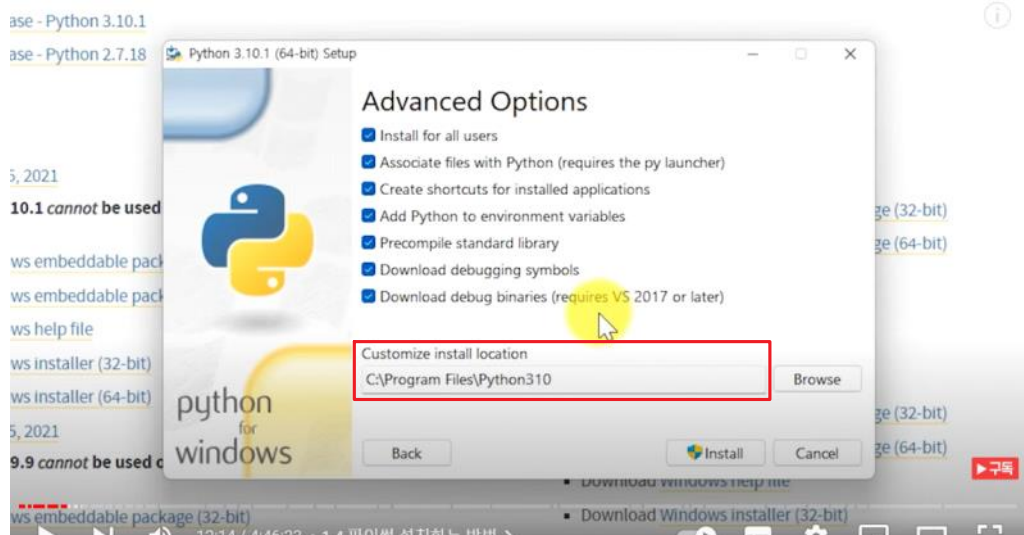 ase - Python 3.10.1
ase - Python 2.7.18
Python 3.10.1 (64-bit) Setup
Advanced Options
Install for all users
Associate files with Python (requires the py launcher)
Create shortcuts for installed applications
Add Python to environment variables
Precompile standard library
Download debugging symbols
Download debug binaries (requires VS 2017 or later)
Customize install location
C:\Program Files\Python310
Browse
Back
Install
Cancel
python
for
windows
5, 2021
10.1 cannot be used
ws embeddable pack
ws embeddable pack
ws help file
ws installer (32-bit)
ws installer (64-bit)
5, 2021
9.9 cannot be used o
ws embeddable package (32-bit)
ge (32-bit)
ge (64-bit)
ge (32-bit)
ge (64-bit)
구독
Download Windows help file
Download Windows installer (32-bit)